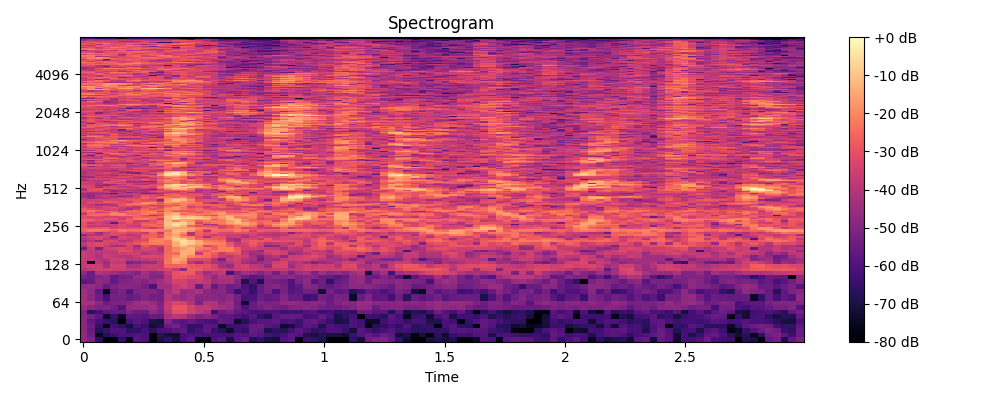 Spectrogram
+0 dB
4096
-10 dB
2048
-20 dB
1024
-30 dB
Hz
512
-40 dB
256
-50 dB
128
-60 dB
64
-70 dB
0
-80 dB
0 0.5 1 1.5 2 2.5
Time